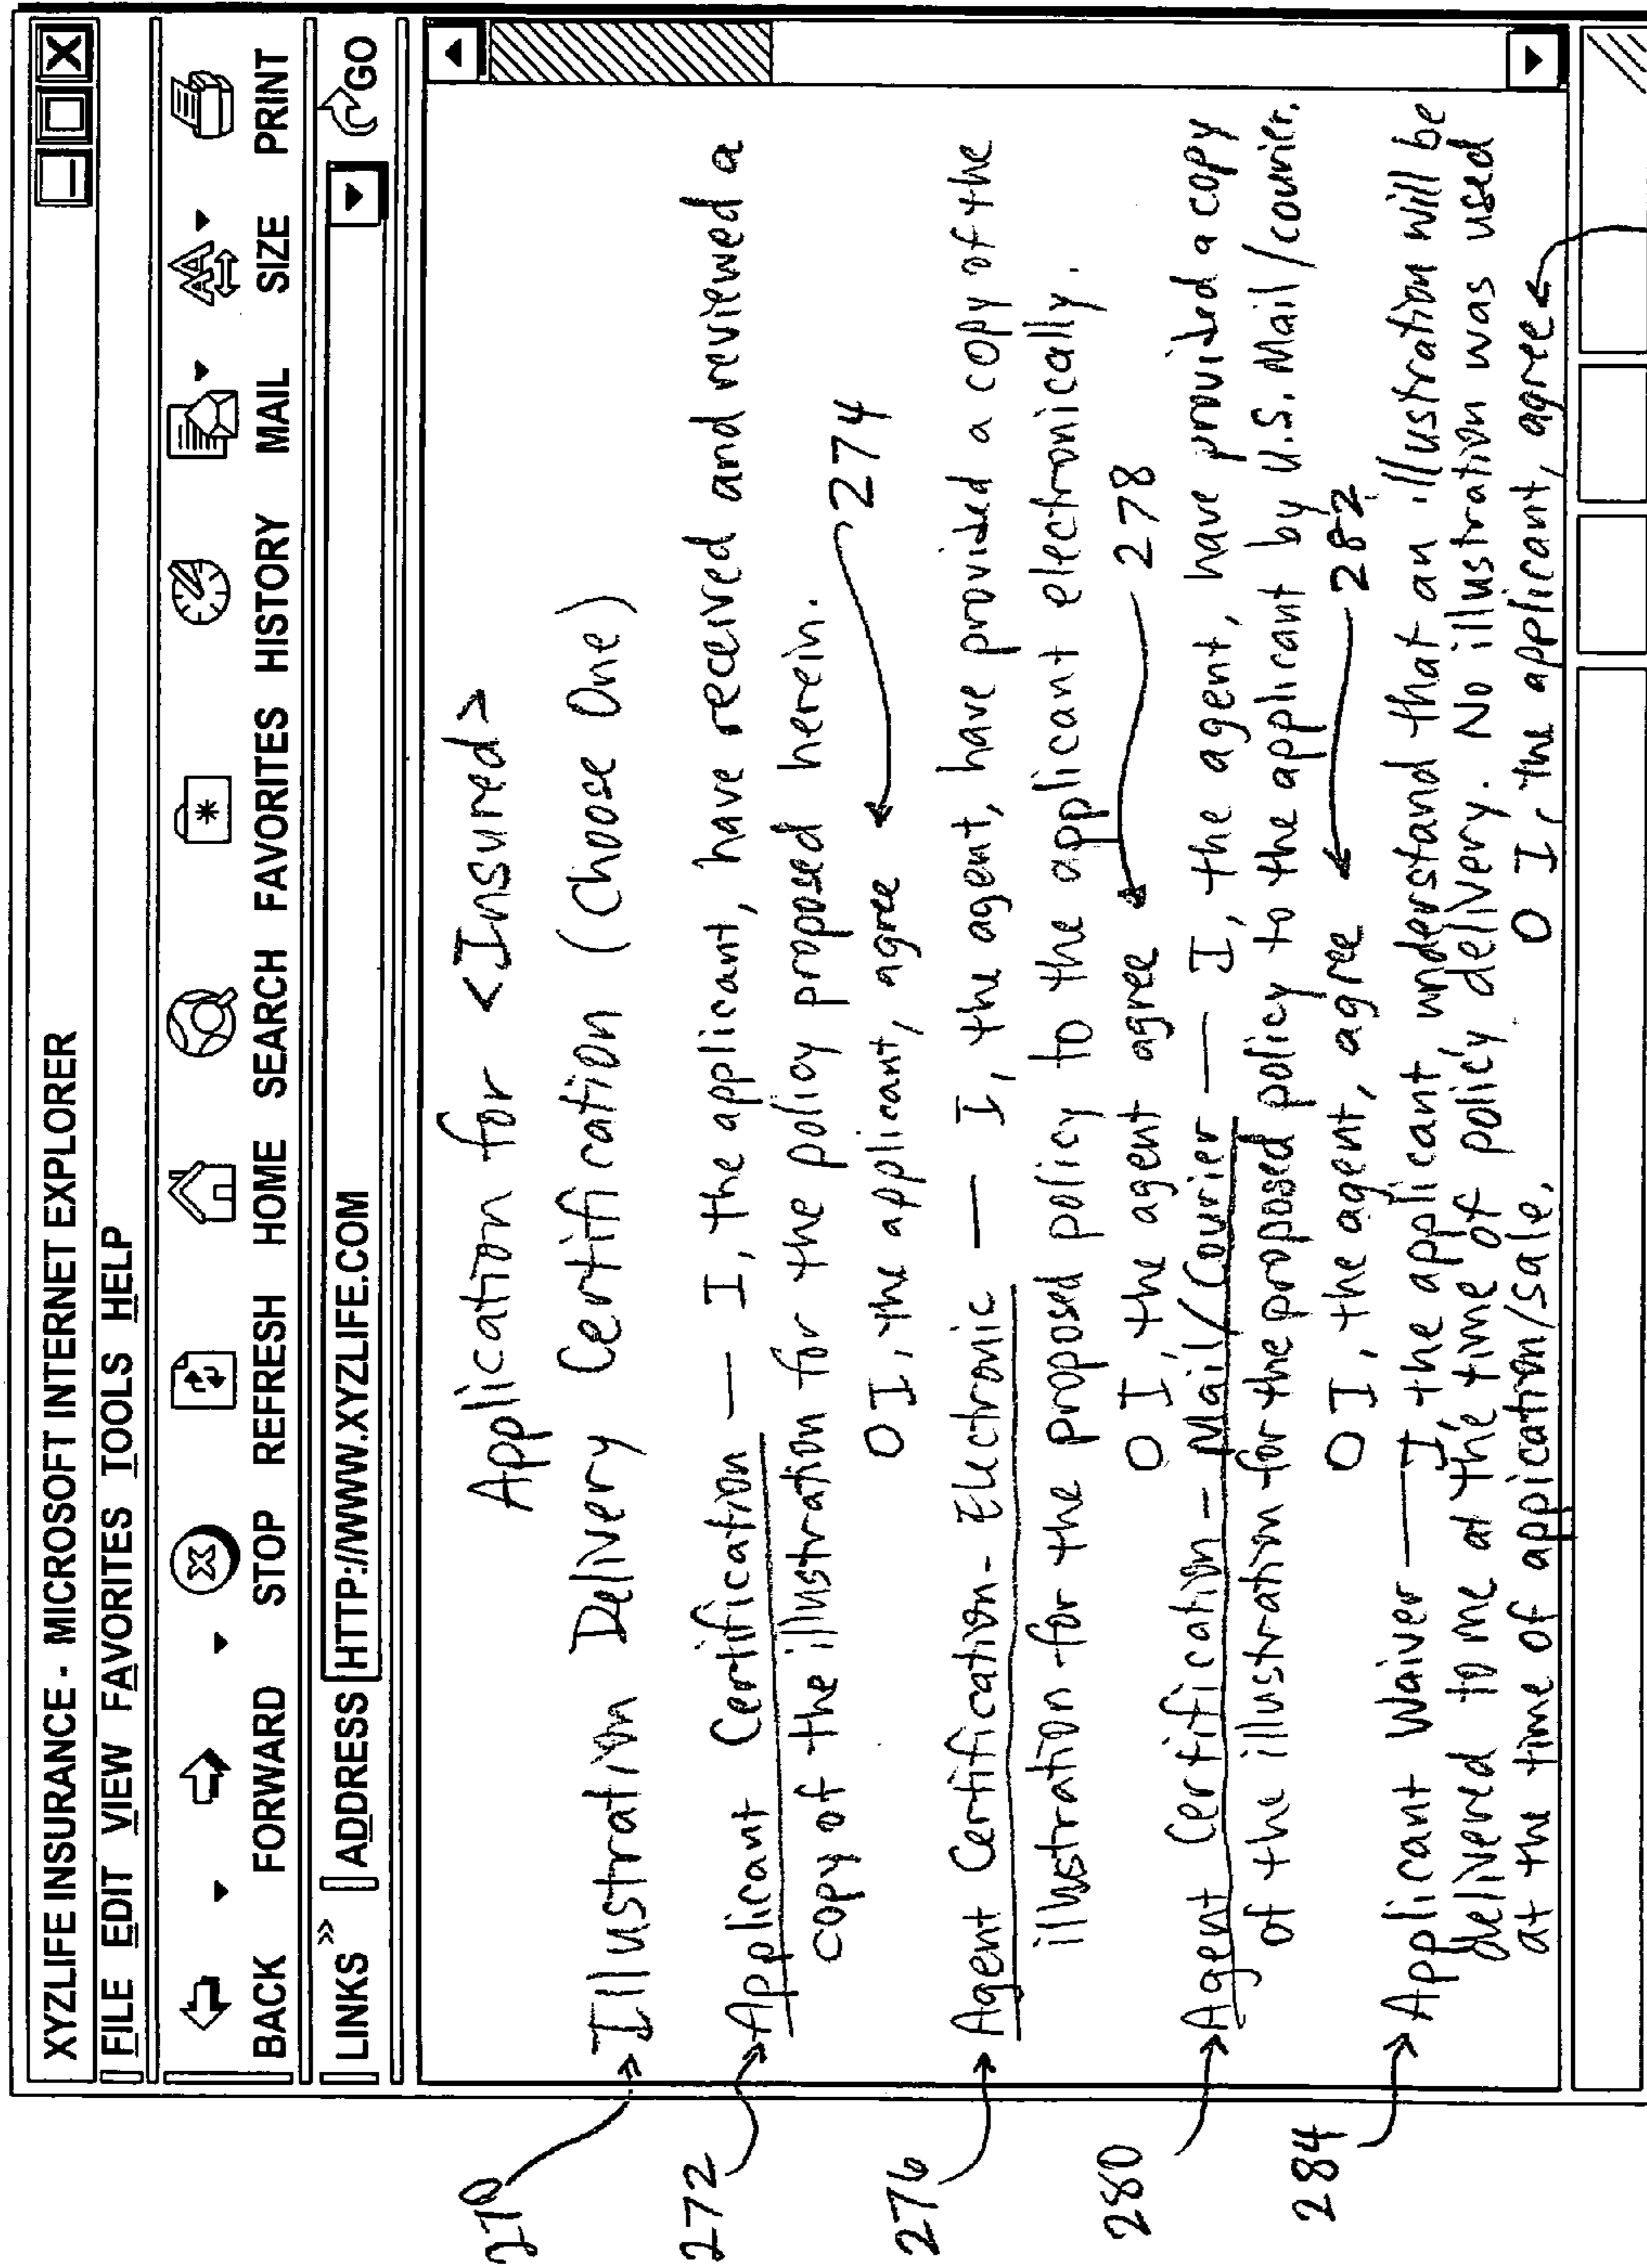 XYZLIFE INSURANCE - MICROSOFT INTERNET EXPLORER
FILE EDIT VIEW FAVORITES TOOLS HELP
BACK FORWARD STOP REFRESH HOME SEARCH FAVORITES HISTORY MAIL SIZE PRINT
LINKS » ADDRESS HTTP://WWW.XYZLIFE.COM GO
Application for <Insured>
270 Illustration Delivery Certification (Choose One)
272 Applicant Certification — I, the applicant, have received and reviewed a
copy of the illustration for the policy proposed herein.
O I, the applicant, agree 274
276 Agent Certification - Electronic — I, the agent, have provided a copy of the
illustration for the proposed policy to the applicant electronically.
O I, the agent agree 278
280 Agent Certification - Mail/Courier — I, the agent, have provided a copy
of the illustration for the proposed policy to the applicant by U.S. Mail/courier.
O I, the agent, agree 282
284 Applicant Waiver — I the applicant understand that an illustration will be
delivered to me at the time of policy delivery. No illustration was used
at the time of appication/sale. O I, the applicant, agree